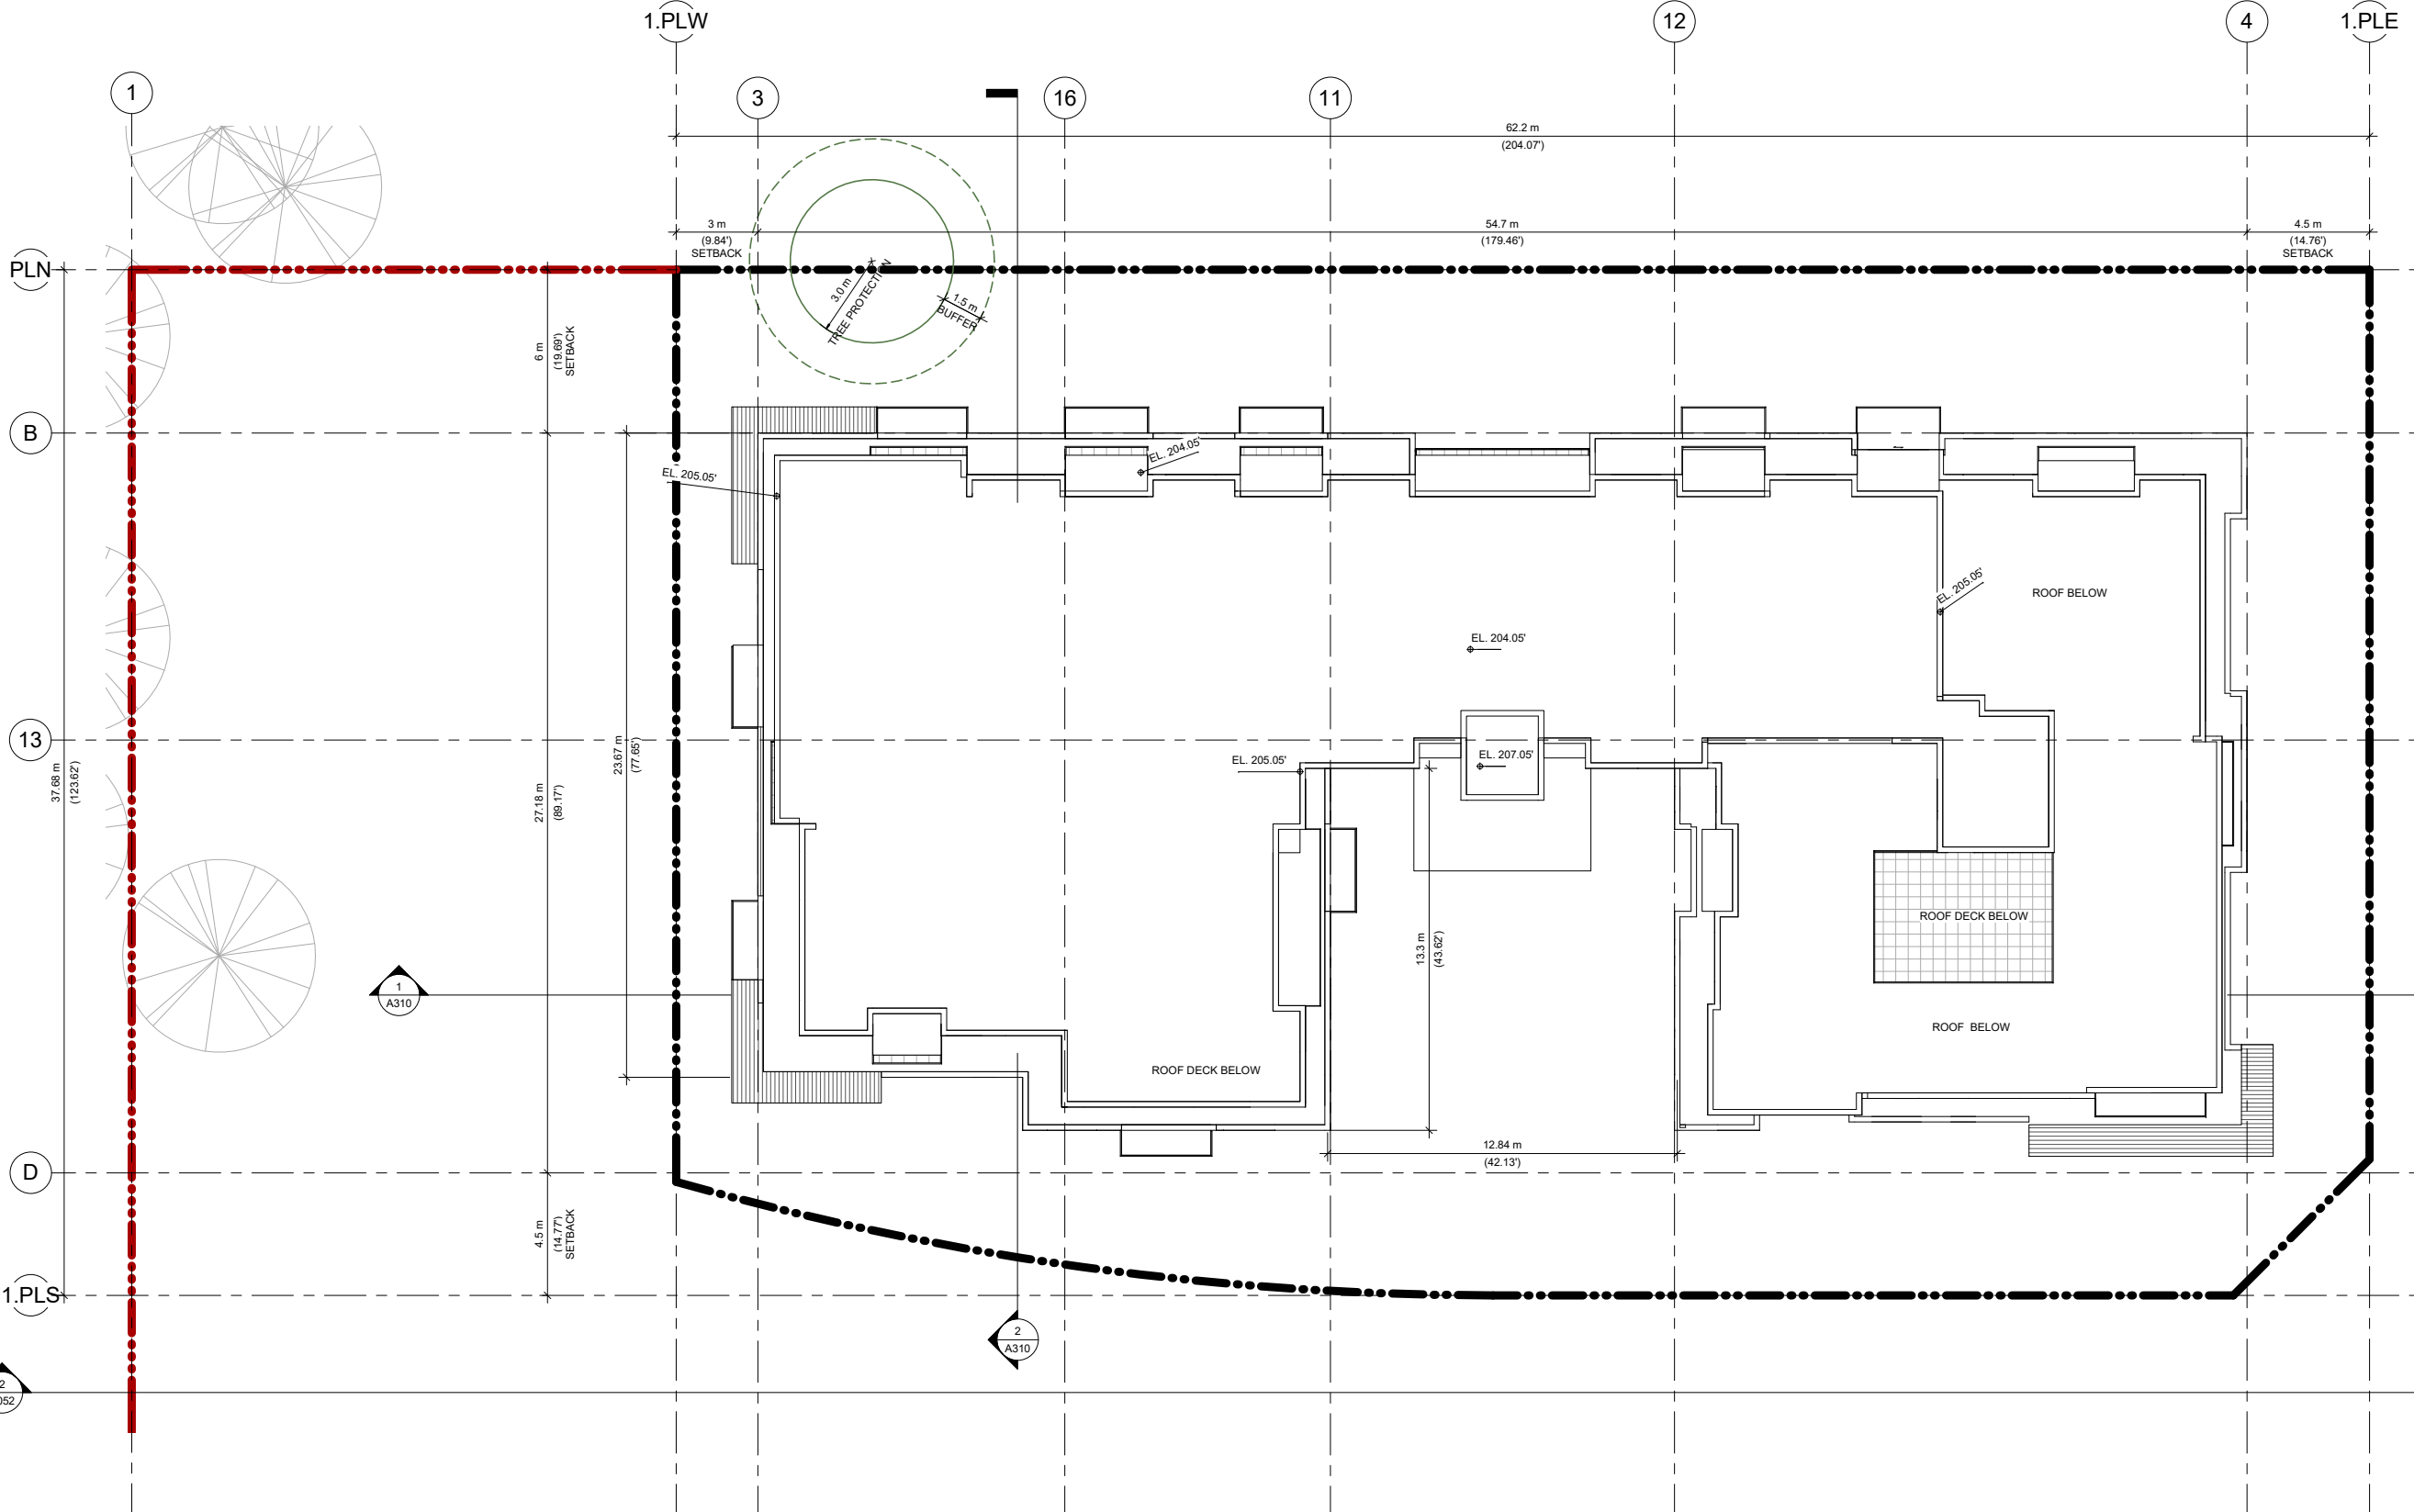 1.PLW
12
4
1.PLE
1
3
16
11
62.2 m
(204.07')
3 m
(9.84')
SETBACK
54.7 m
(179.46')
4.5 m
(14.76')
SETBACK
PLN
3.0 m
TREE PROTECTION
1.5 m
BUFFER
6 m
(19.69')
SETBACK
B
EL. 204.05'
EL. 205.05'
EL. 205.05'
ROOF BELOW
EL. 204.05'
13
EL. 205.05'
EL. 207.05'
37.68 m
(123.62')
27.18 m
(89.17')
23.67 m
(77.65')
13.3 m
(43.62')
ROOF DECK BELOW
1
A310
ROOF BELOW
ROOF DECK BELOW
12.84 m
(42.13')
D
4.5 m
(14.77')
SETBACK
1.PLS
2
A310
2
052